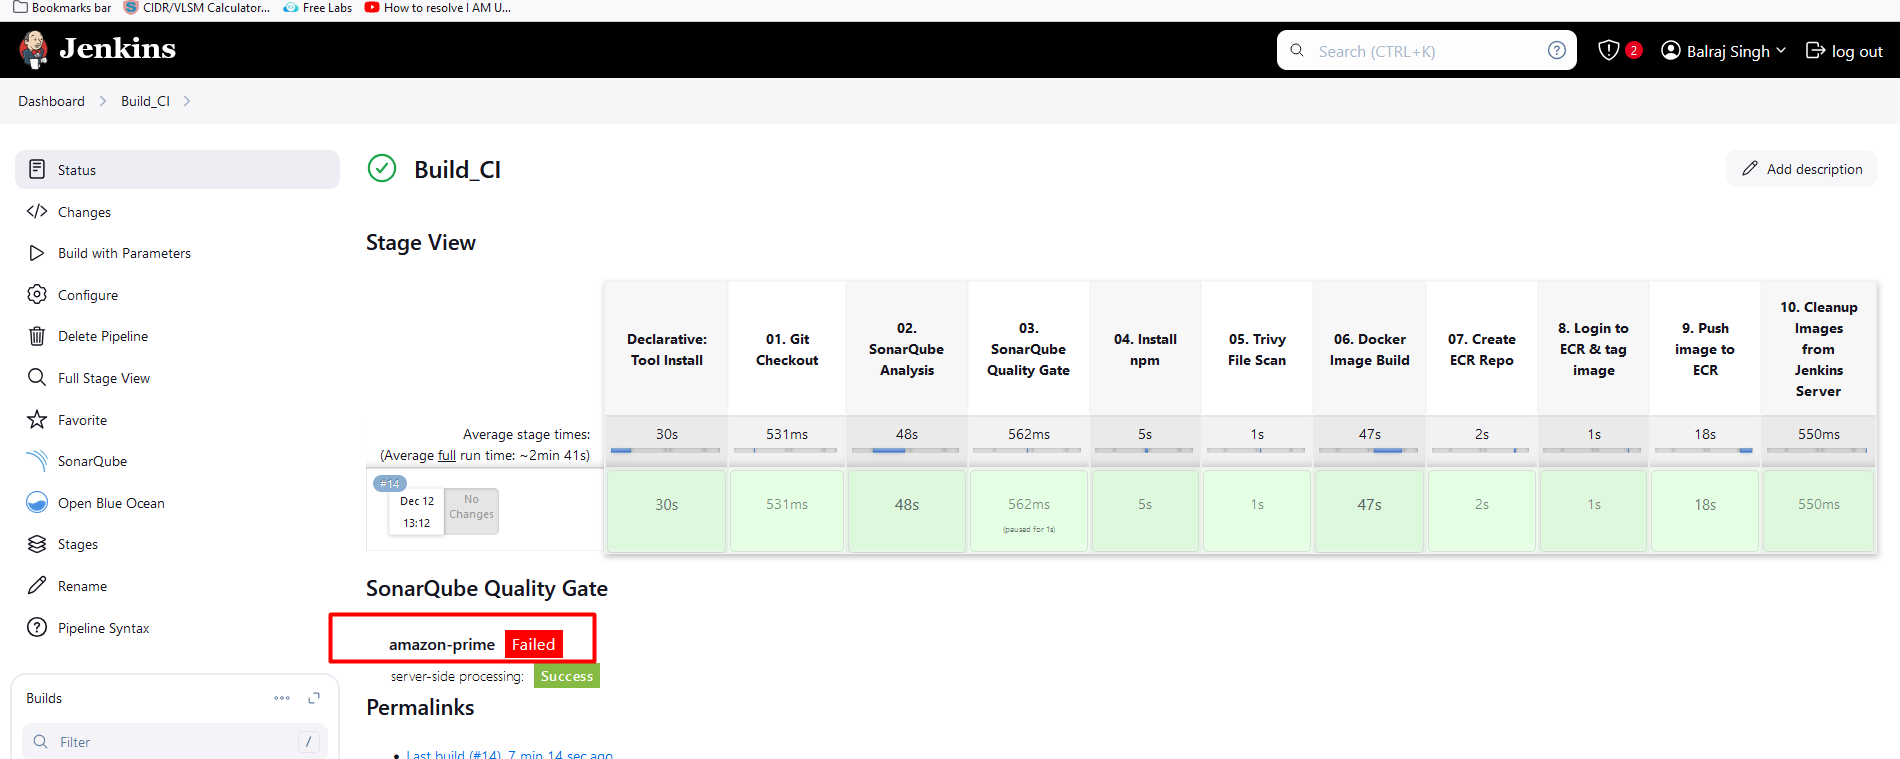 Bookmarks bar
CIDR/VLSM Calculator...
Free Labs
How to resolve I AM U...
Jenkins
Search (CTRL+K)
?
2
Balraj Singh
log out
Dashboard
Build_CI
Status
Changes
Build with Parameters
Configure
Delete Pipeline
Full Stage View
Favorite
SonarQube
Open Blue Ocean
Stages
Rename
Pipeline Syntax
Builds
Filter
/
Build_CI
Add description
Stage View
Declarative:
Tool Install
01. Git
Checkout
02.
SonarQube
Analysis
03.
SonarQube
Quality Gate
04. Install
npm
05. Trivy
File Scan
06. Docker
Image Build
07. Create
ECR Repo
8. Login to
ECR & tag
image
9. Push
image to
ECR
10. Cleanup
Images
from
Jenkins
Server
Average stage times:
(Average full run time: ~2min 41s)
30s
531ms
48s
562ms
5s
1s
47s
2s
1s
18s
550ms
#14
Dec 12
13:12
No
Changes
30s
531ms
48s
562ms
(paused for 1s)
5s
1s
47s
2s
1s
18s
550ms
SonarQube Quality Gate
amazon-prime Failed
server-side processing: Success
Permalinks
Last build (#14), 7 min 14 sec ago